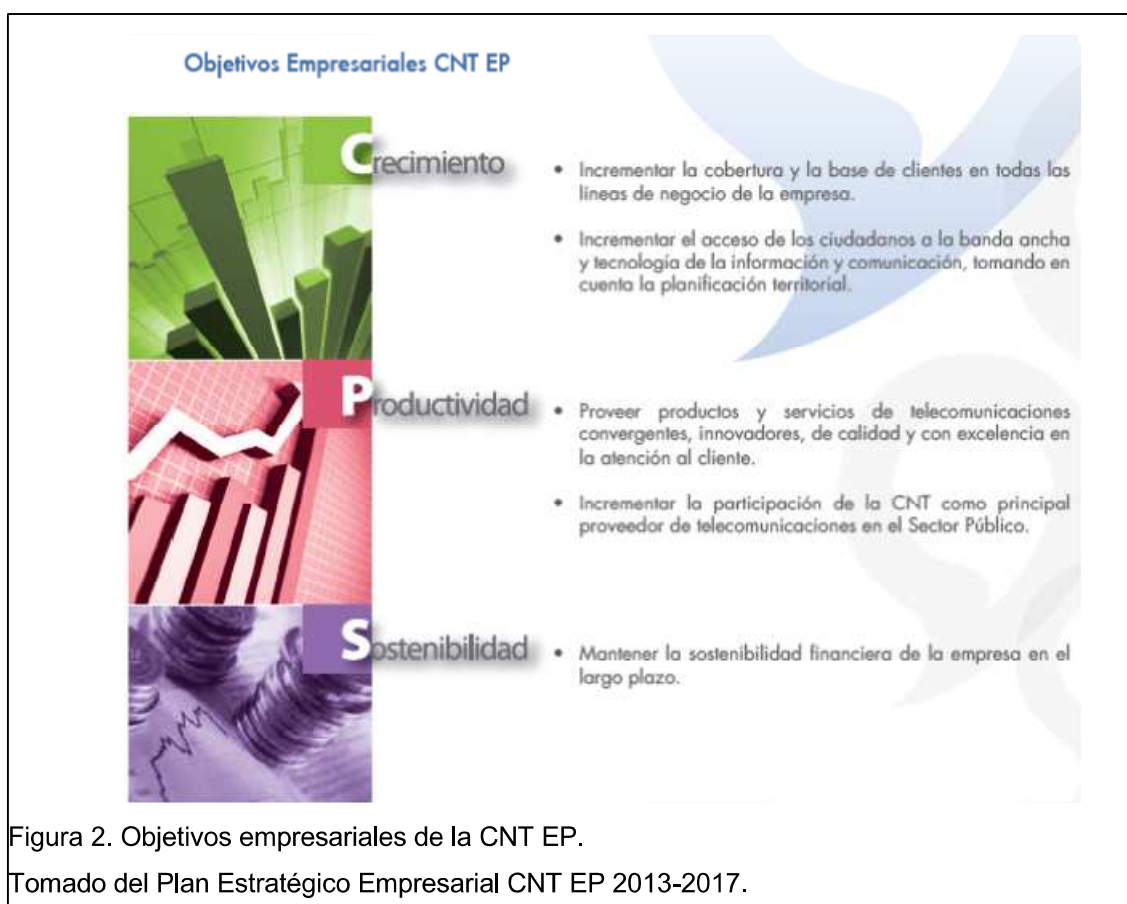 Objetivos Empresariales CNT EP
Crecimiento
• Incrementar la cobertura y la base de clientes en todas las
líneas de negocio de la empresa.
• Incrementar el acceso de los ciudadanos a la banda ancha
y tecnología de la información y comunicación, tomando en
cuenta la planificación territorial.
Productividad
• Proveer productos y servicios de telecomunicaciones
convergentes, innovadores, de calidad y con excelencia en
la atención al cliente.
• Incrementar la participación de la CNT como principal
proveedor de telecomunicaciones en el Sector Público.
Sostenibilidad
• Mantener la sostenibilidad financiera de la empresa en el
largo plazo.
Figura 2. Objetivos empresariales de la CNT EP.
Tomado del Plan Estratégico Empresarial CNT EP 2013-2017.